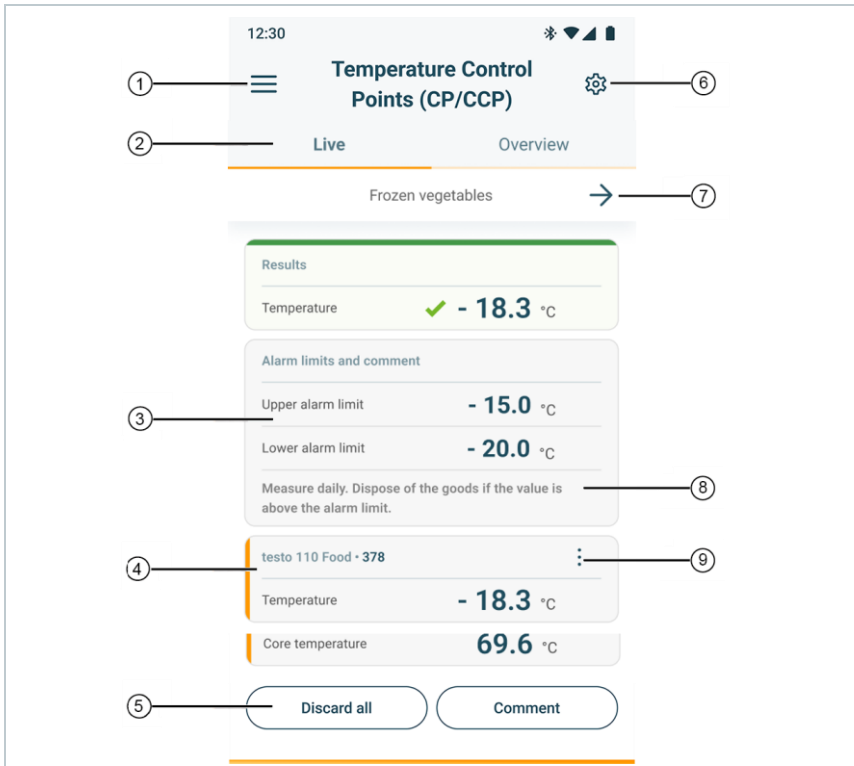 12:30
Temperature Control
Points (CP/CCP)
1
6
2
Live
Overview
Frozen vegetables
7
Results
Temperature - 18.3 °C
Alarm limits and comment
3
Upper alarm limit - 15.0 °C
Lower alarm limit - 20.0 °C
Measure daily. Dispose of the goods if the value is
above the alarm limit.
8
4
testo 110 Food • 378
9
Temperature - 18.3 °C
Core temperature 69.6 °C
5
Discard all
Comment